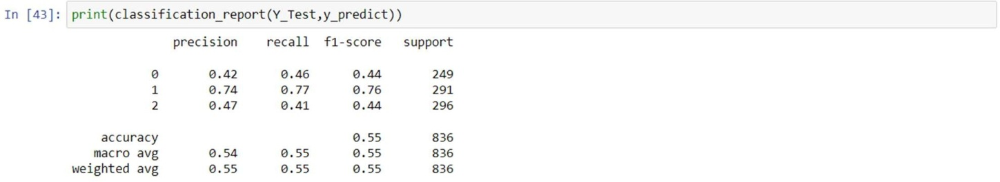 In [43]: print(classification_report(Y_Test,y_predict))
precision recall f1-score support
0 0.42 0.46 0.44 249
1 0.74 0.77 0.76 291
2 0.47 0.41 0.44 296
accuracy 0.55 836
macro avg 0.54 0.55 0.55 836
weighted avg 0.55 0.55 0.55 836